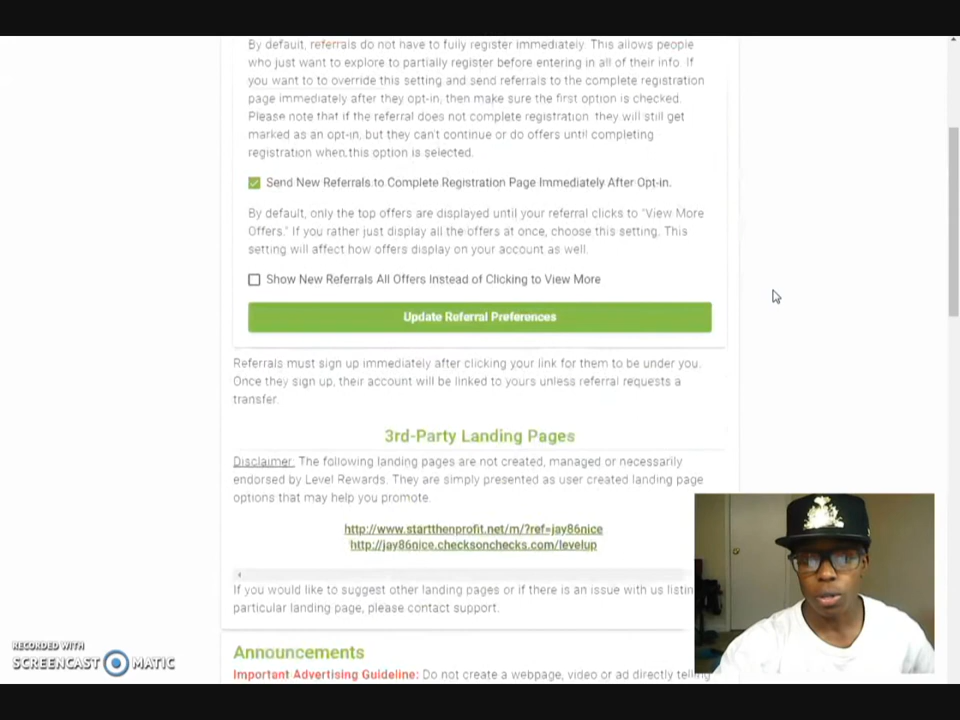 By default, referrals do not have to fully register immediately. This allows people
who just want to explore to partially register before entering in all of their info. If
you want to to override this setting and send referrals to the complete registration
page immediately after they opt-in, then make sure the first option is checked.
Please note that if the referral does not complete registration they will still get
marked as an opt-in, but they can't continue or do offers until completing
registration when this option is selected.
Send New Referrals to Complete Registration Page Immediately After Opt-in.
By default, only the top offers are displayed until your referral clicks to "View More
Offers." If you rather just display all the offers at once, choose this setting. This
setting will affect how offers display on your account as well.
Show New Referrals All Offers Instead of Clicking to View More
Update Referral Preferences
Referrals must sign up immediately after clicking your link for them to be under you.
Once they sign up, their account will be linked to yours unless referral requests a
transfer.
3rd-Party Landing Pages
Disclaimer: The following landing pages are not created, managed or necessarily
endorsed by Level Rewards. They are simply presented as user created landing page
options that may help you promote.
http://www.startthenprofit.net/m/?ref=jay86nice
http://jay86nice.checksonchecks.com/levelup
If you would like to suggest other landing pages or if there is an issue with us listin
particular landing page, please contact support.
Announcements
Important Advertising Guideline: Do not create a webpage, video or ad directly telling
RECORDED WITH
SCREENCAST MATIC